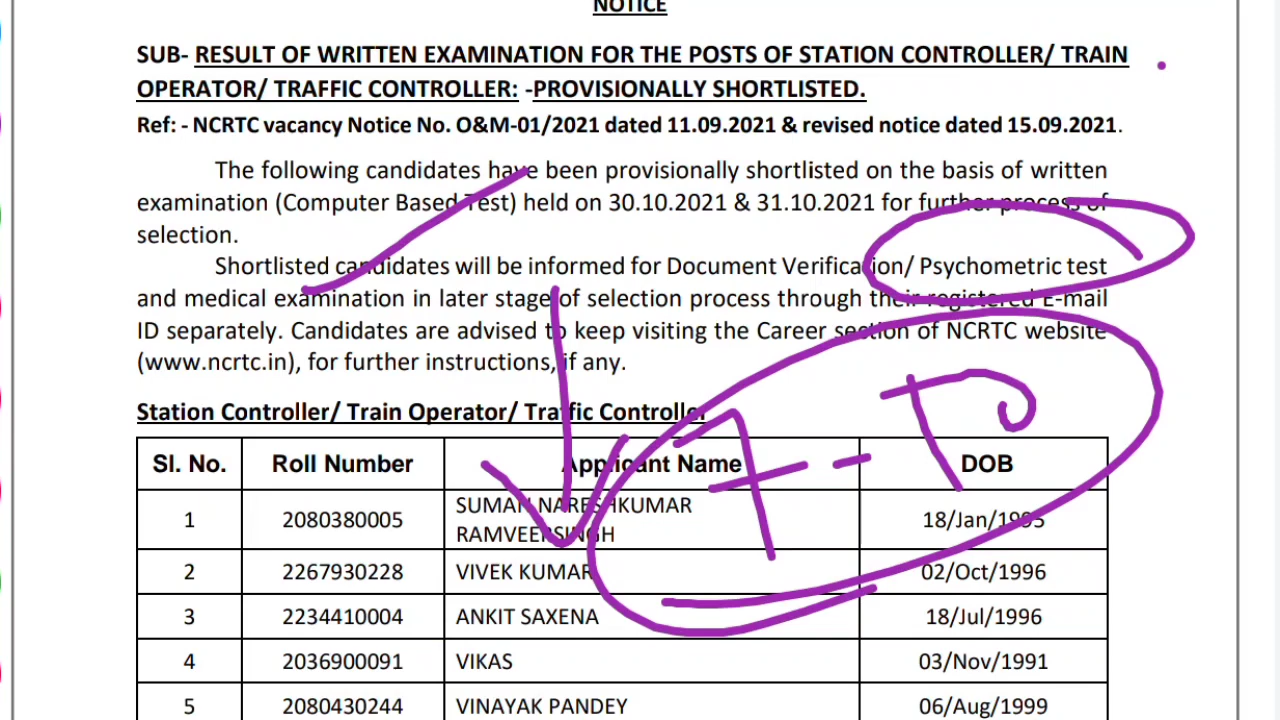 NOTICE
SUB- RESULT OF WRITTEN EXAMINATION FOR THE POSTS OF STATION CONTROLLER/ TRAIN
OPERATOR/ TRAFFIC CONTROLLER: -PROVISIONALLY SHORTLISTED.
Ref: - NCRTC vacancy Notice No. O&M-01/2021 dated 11.09.2021 & revised notice dated 15.09.2021.
The following candidates have been provisionally shortlisted on the basis of written
examination (Computer Based Test) held on 30.10.2021 & 31.10.2021 for further process of
selection.
Shortlisted candidates will be informed for Document Verification/ Psychometric test
and medical examination in later stage of selection process through their registered E-mail
ID separately. Candidates are advised to keep visiting the Career section of NCRTC website
(www.ncrtc.in), for further instructions, if any.
Station Controller/ Train Operator/ Traffic Controller
Sl. No. Roll Number Applicant Name DOB
1 2080380005 SUMAN NARESHKUMAR RAMVEERSINGH 18/Jan/1995
2 2267930228 VIVEK KUMAR 02/Oct/1996
3 2234410004 ANKIT SAXENA 18/Jul/1996
4 2036900091 VIKAS 03/Nov/1991
5 2080430244 VINAYAK PANDEY 06/Aug/1999